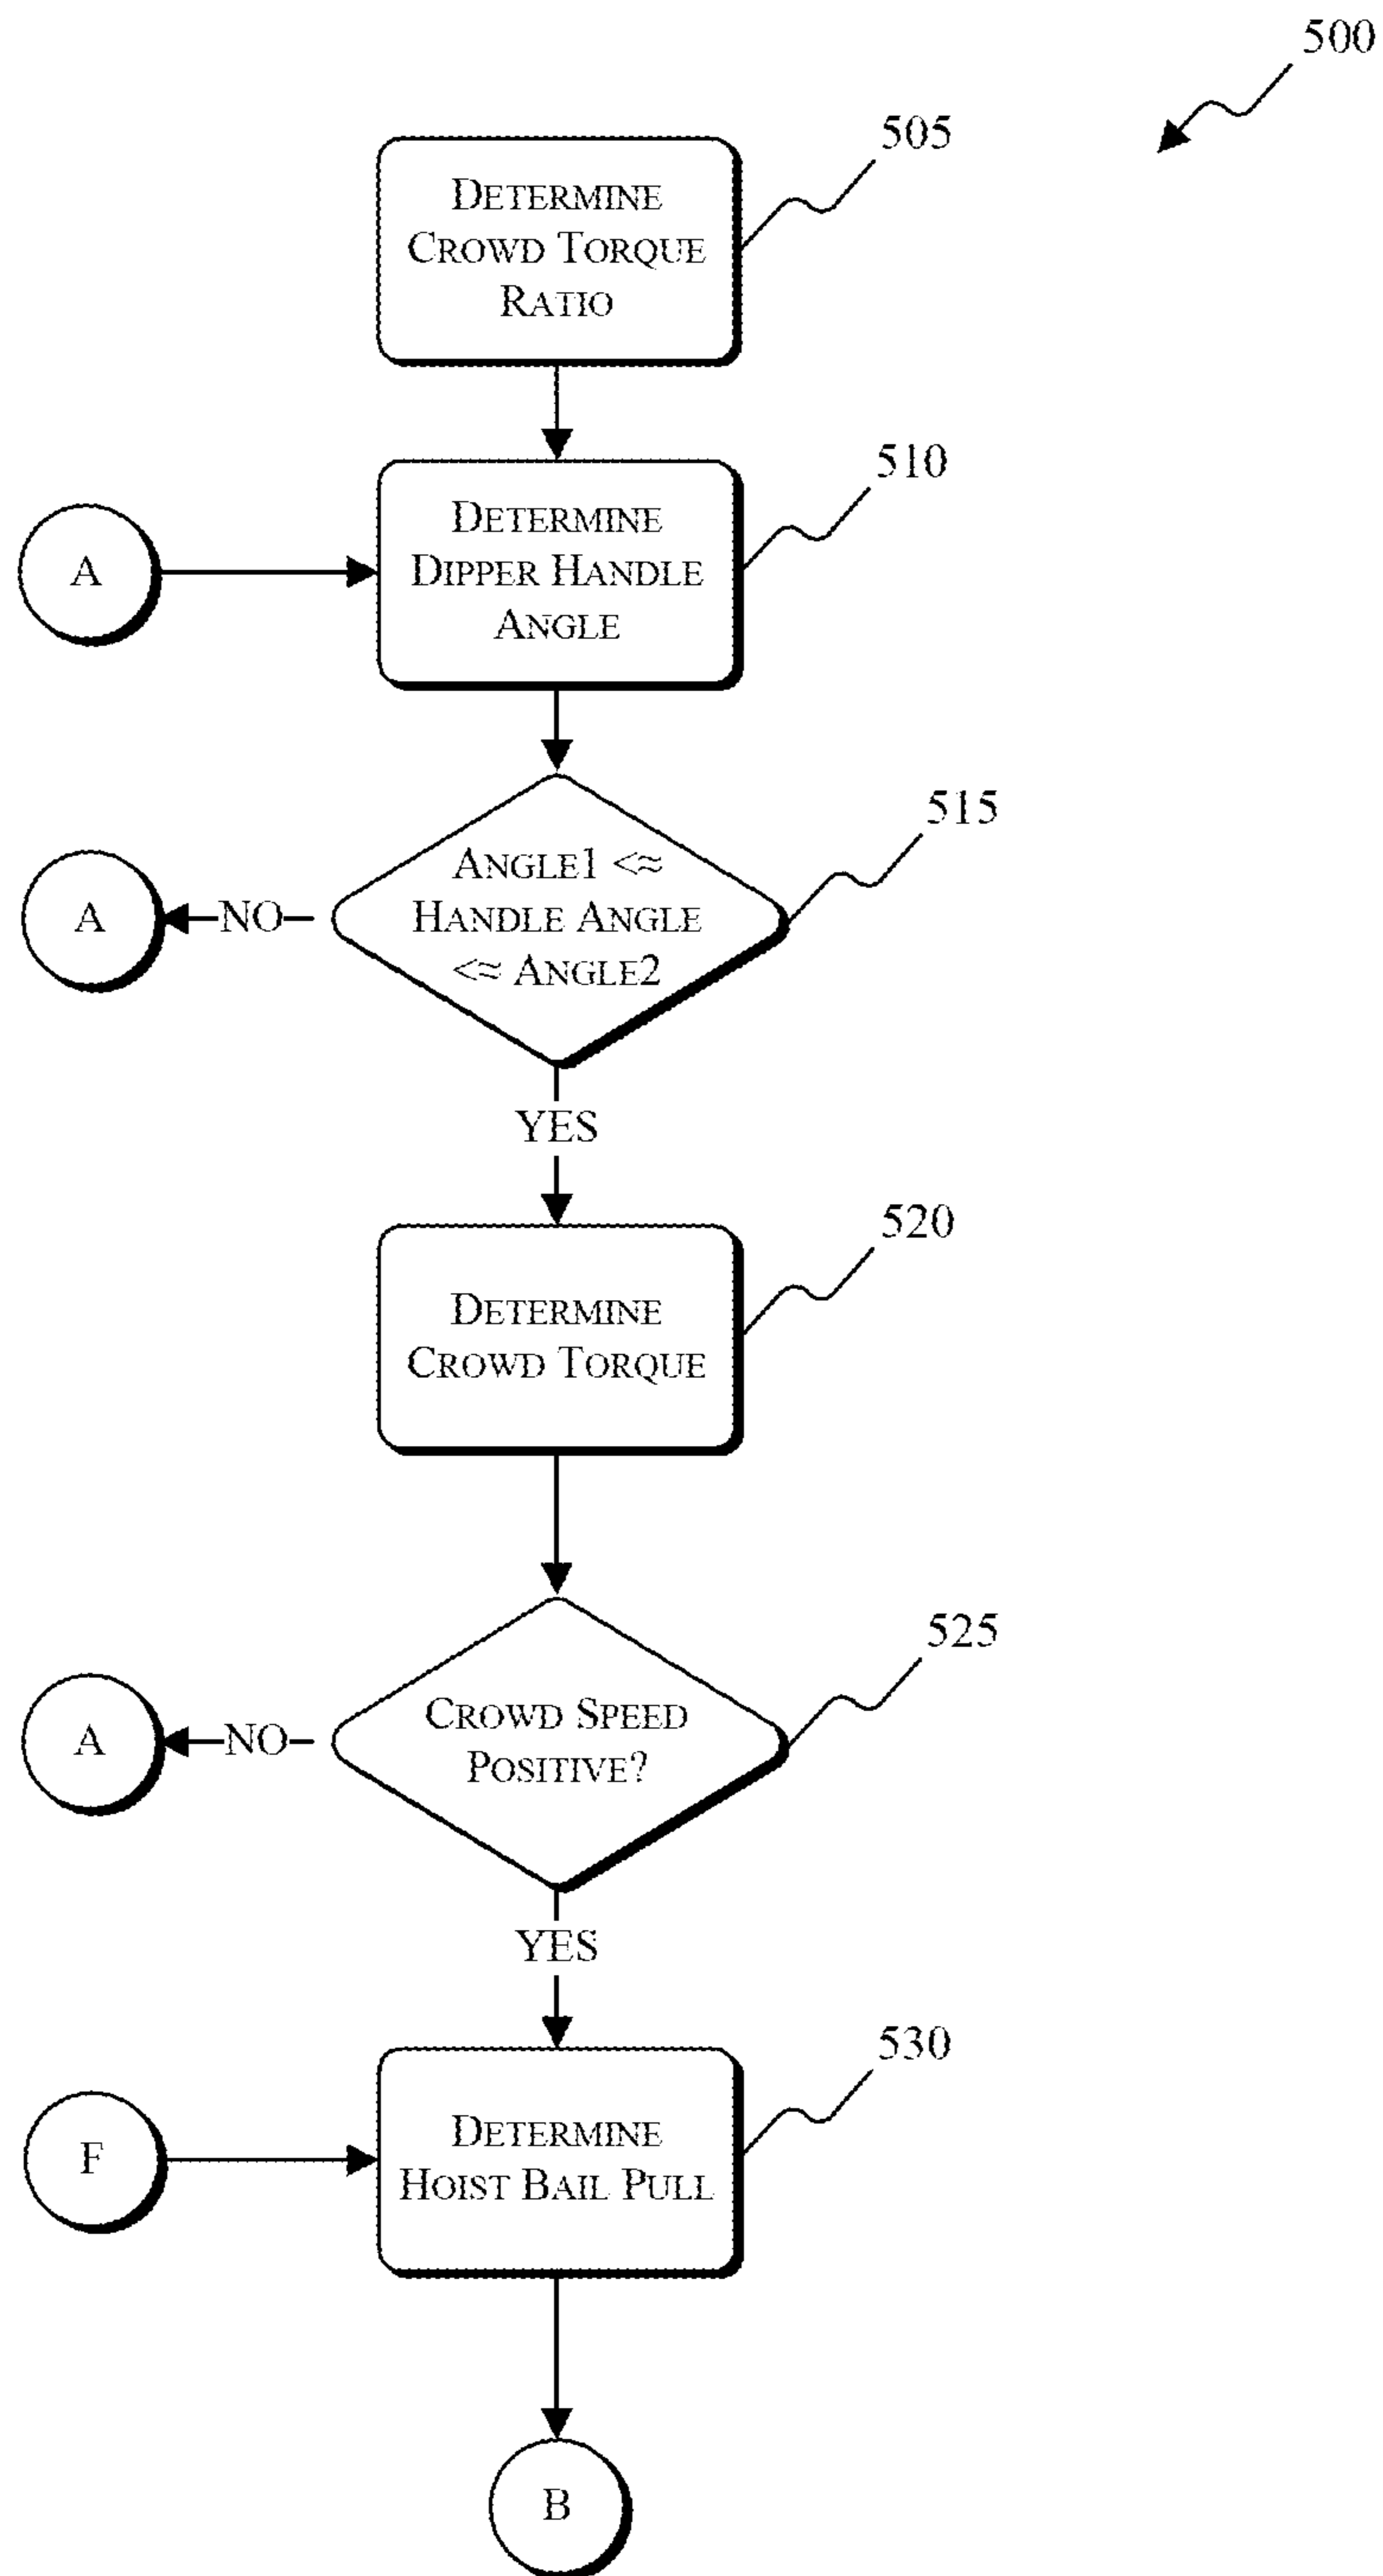 500
505
DETERMINE
CROWD TORQUE
RATIO
510
DETERMINE
DIPPER HANDLE
ANGLE
A
515
ANGLE1 <≈
HANDLE ANGLE
<≈ ANGLE2
NO
A
YES
520
DETERMINE
CROWD TORQUE
525
CROWD SPEED
POSITIVE?
NO
A
YES
530
DETERMINE
HOIST BAIL PULL
F
B